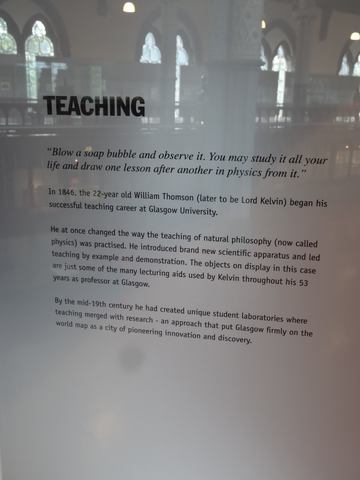 TEACHING
"Blow a soap bubble and observe it. You may study it all your
life and draw one lesson after another in physics from it."
In 1846, the 22-year old William Thomson (later to be Lord Kelvin) began his
successful teaching career at Glasgow University.
He at once changed the way the teaching of natural philosophy (now called
physics) was practised. He introduced brand new scientific apparatus and led
teaching by example and demonstration. The objects on display in this case
are just some of the many lecturing aids used by Kelvin throughout his 53
years as professor at Glasgow.
By the mid-19th century he had created unique student laboratories where
teaching merged with research - an approach that put Glasgow firmly on the
world map as a city of pioneering innovation and discovery.